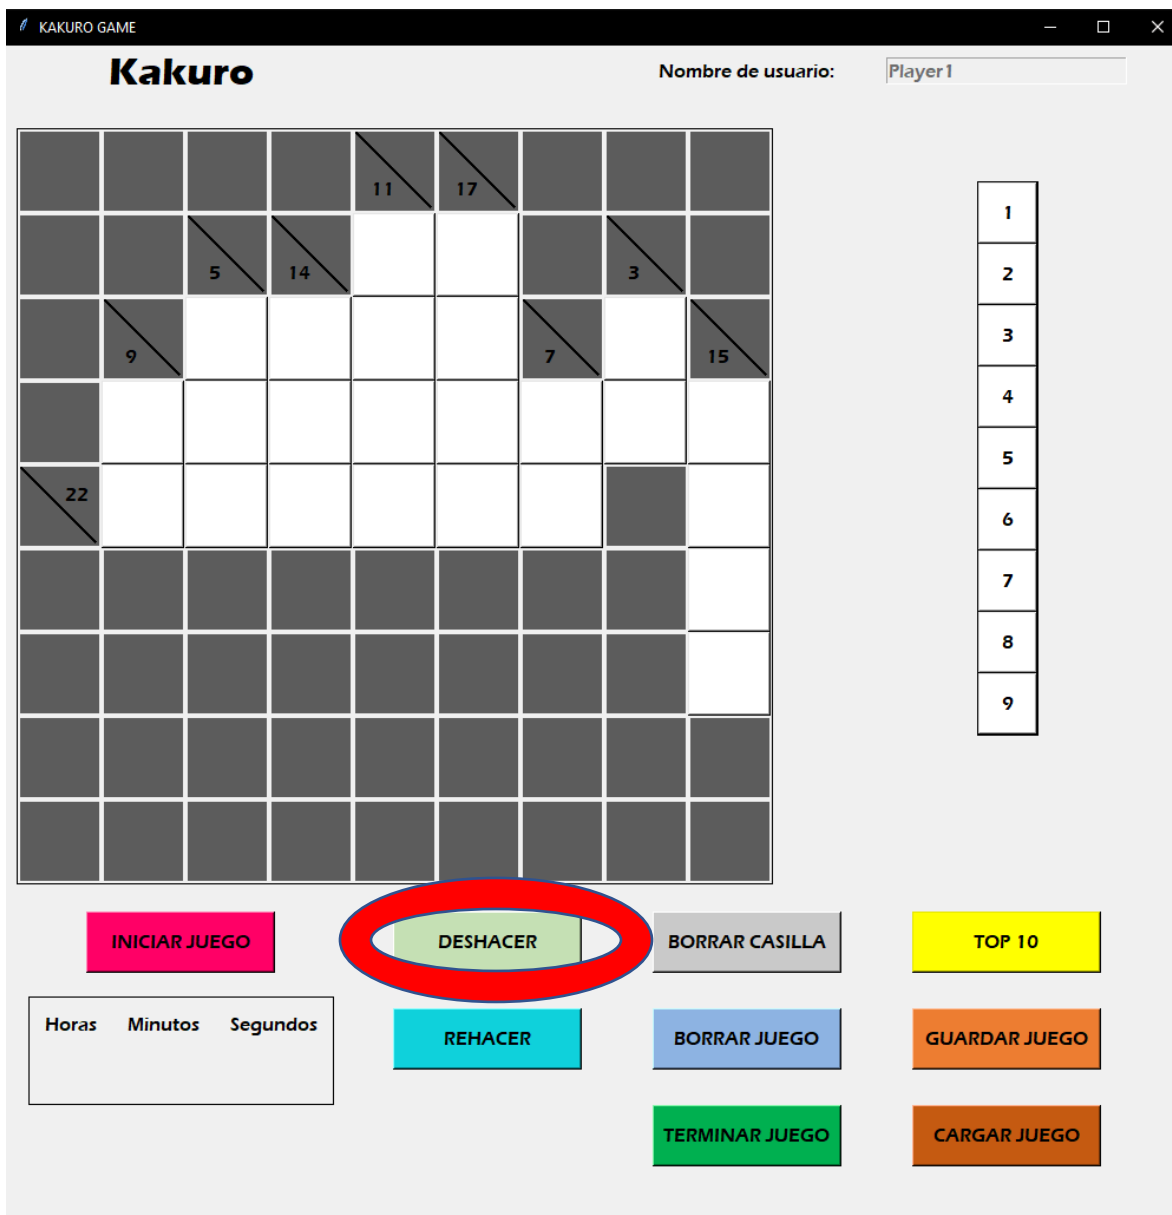 KAKURO GAME
Kakuro
Nombre de usuario: Player1
11 17
5 14 3
9 7 15
22
1
2
3
4
5
6
7
8
9
INICIAR JUEGO DESHACER BORRAR CASILLA TOP 10
Horas Minutos Segundos
REHACER BORRAR JUEGO GUARDAR JUEGO
TERMINAR JUEGO CARGAR JUEGO